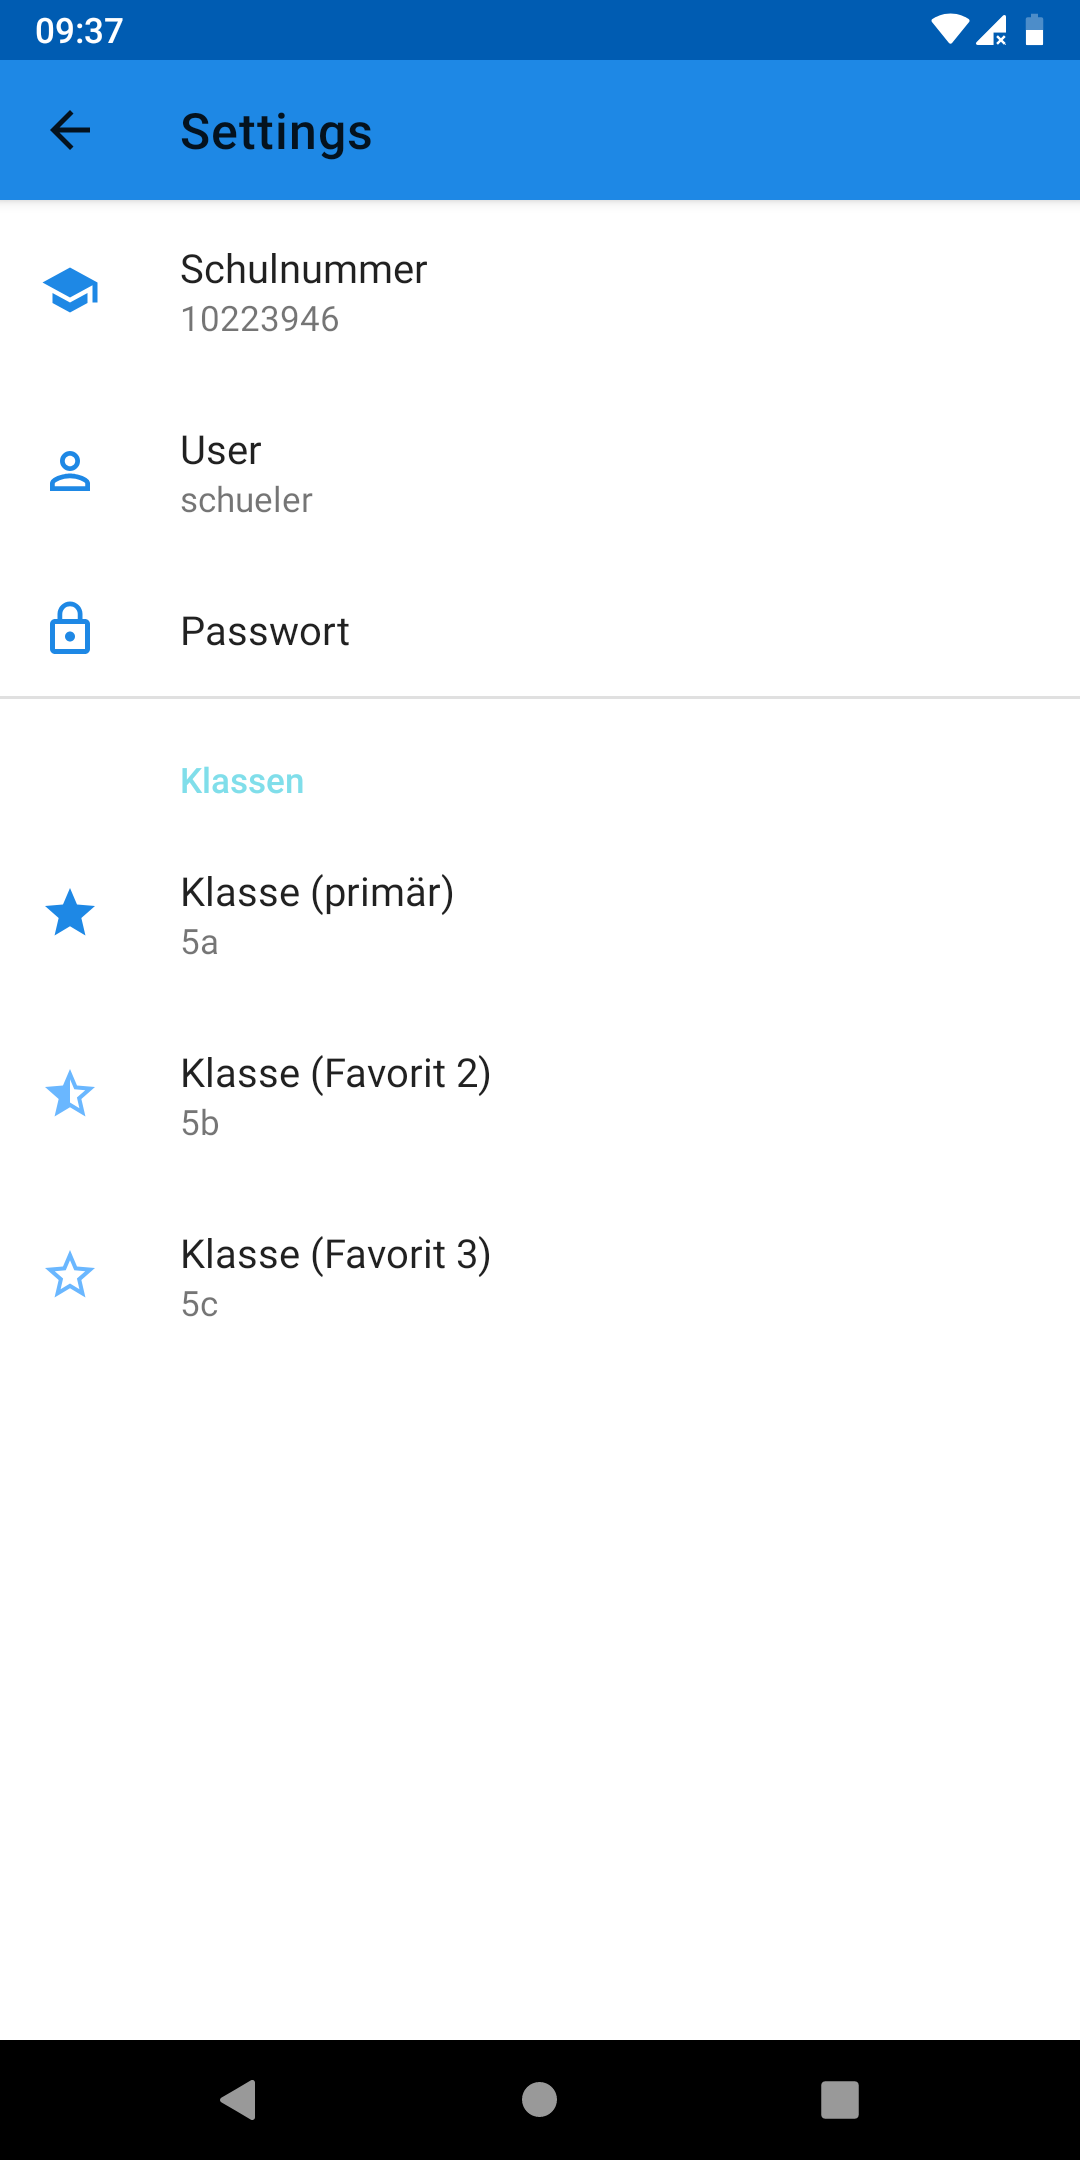 09:37
Settings
Schulnummer
10223946
User
schueler
Passwort
Klassen
Klasse (primär)
5a
Klasse (Favorit 2)
5b
Klasse (Favorit 3)
5c